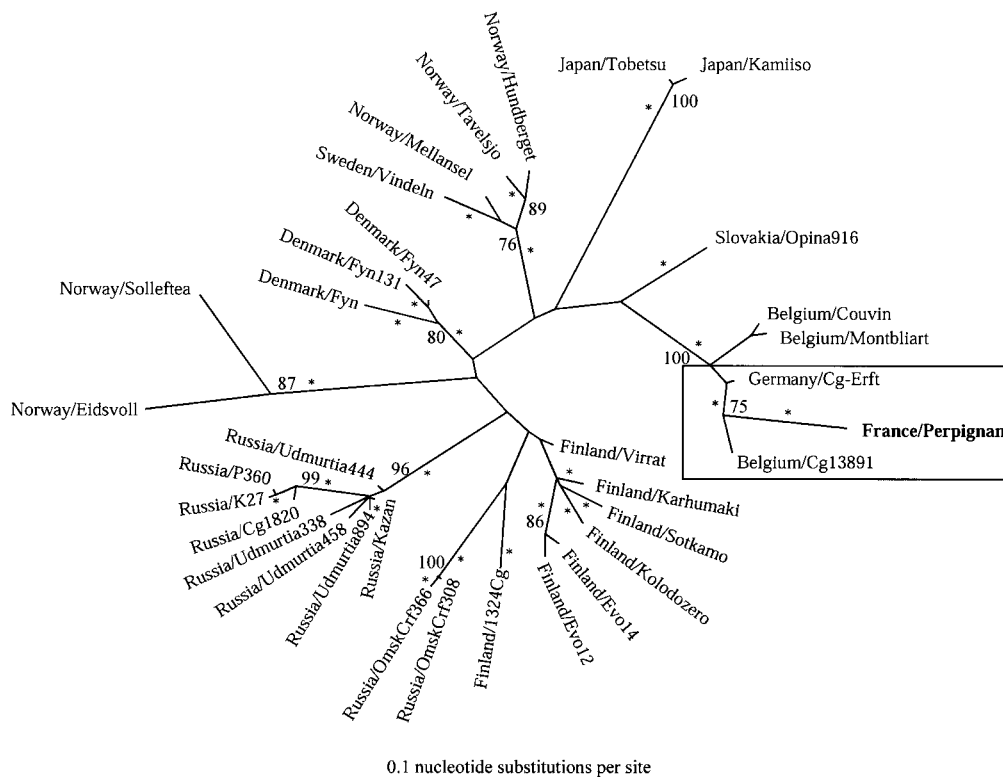 Norway/Hundberget
Norway/Tavelsjo
Norway/Mellansel
Sweden/Vindeln
Japan/Tobetsu
Japan/Kamiiso
*
100
*
89
*
76
*
Denmark/Fyn47
Denmark/Fyn131
Denmark/Fyn
*
*
80
*
Slovakia/Opina916
*
Norway/Solleftea
87
*
Norway/Eidsvoll
Belgium/Couvin
Belgium/Montbliart
*
100
Germany/Cg-Erft
*
75
*
France/Perpignan
Belgium/Cg13891
Russia/Udmurtia444
96
*
Russia/P360
99
*
Russia/K27
*
Russia/Cg1820
Russia/Udmurtia338
Russia/Udmurtia458
Russia/Udmurtia894
*
Russia/Kazan
Finland/Virrat
*
Finland/Karhumaki
*
*
Finland/Sotkamo
Finland/Kolodozero
86
Finland/Evo14
Finland/Evo12
100
*
*
*
Russia/OmskCrf366
Russia/OmskCrf308
Finland/1324Cg
0.1 nucleotide substitutions per site